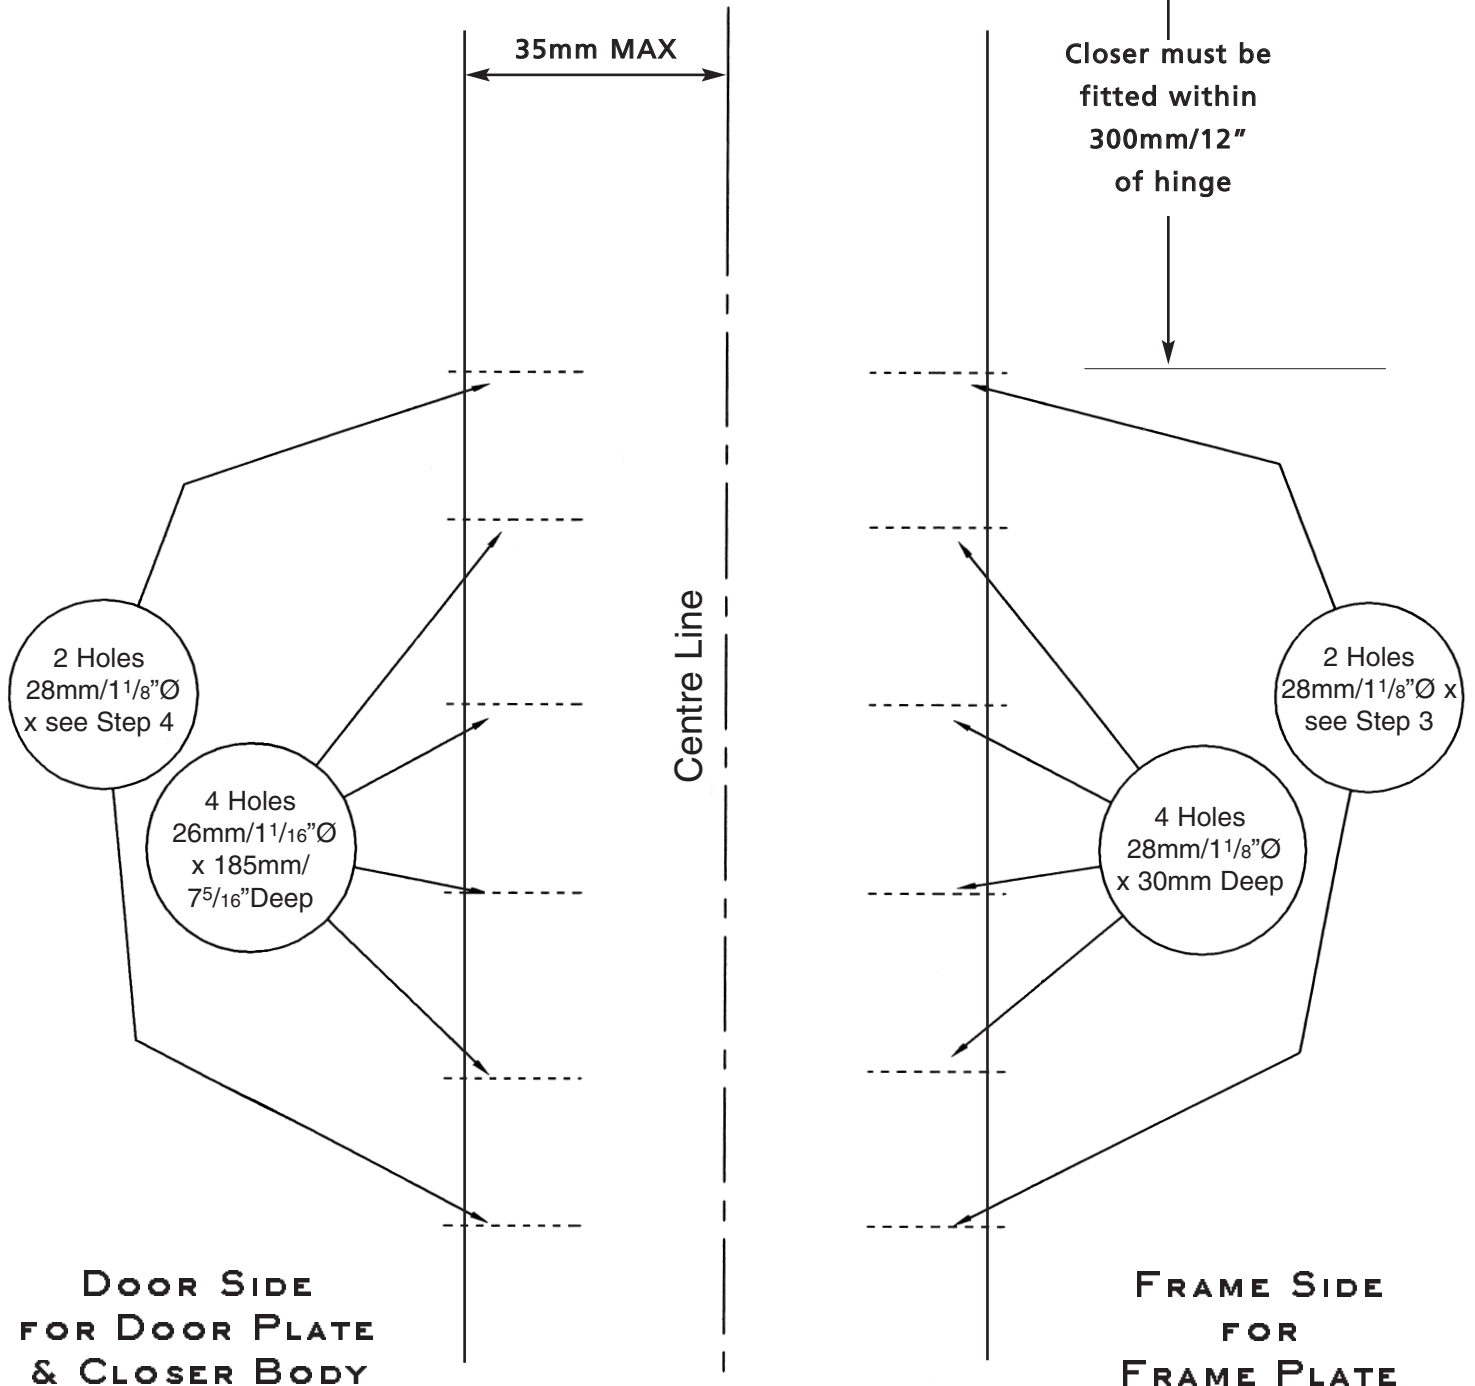 35mm MAX
Closer must be
fitted within
300mm/12”
of hinge
Centre Line
2 Holes
28mm/1 1/8”Ø
x see Step 4
4 Holes
26mm/1 1/16”Ø
x 185mm/
7 5/16”Deep
2 Holes
28mm/1 1/8”Ø x
see Step 3
4 Holes
28mm/1 1/8”Ø
x 30mm Deep
DOOR SIDE
FOR DOOR PLATE
& CLOSER BODY
FRAME SIDE
FOR
FRAME PLATE